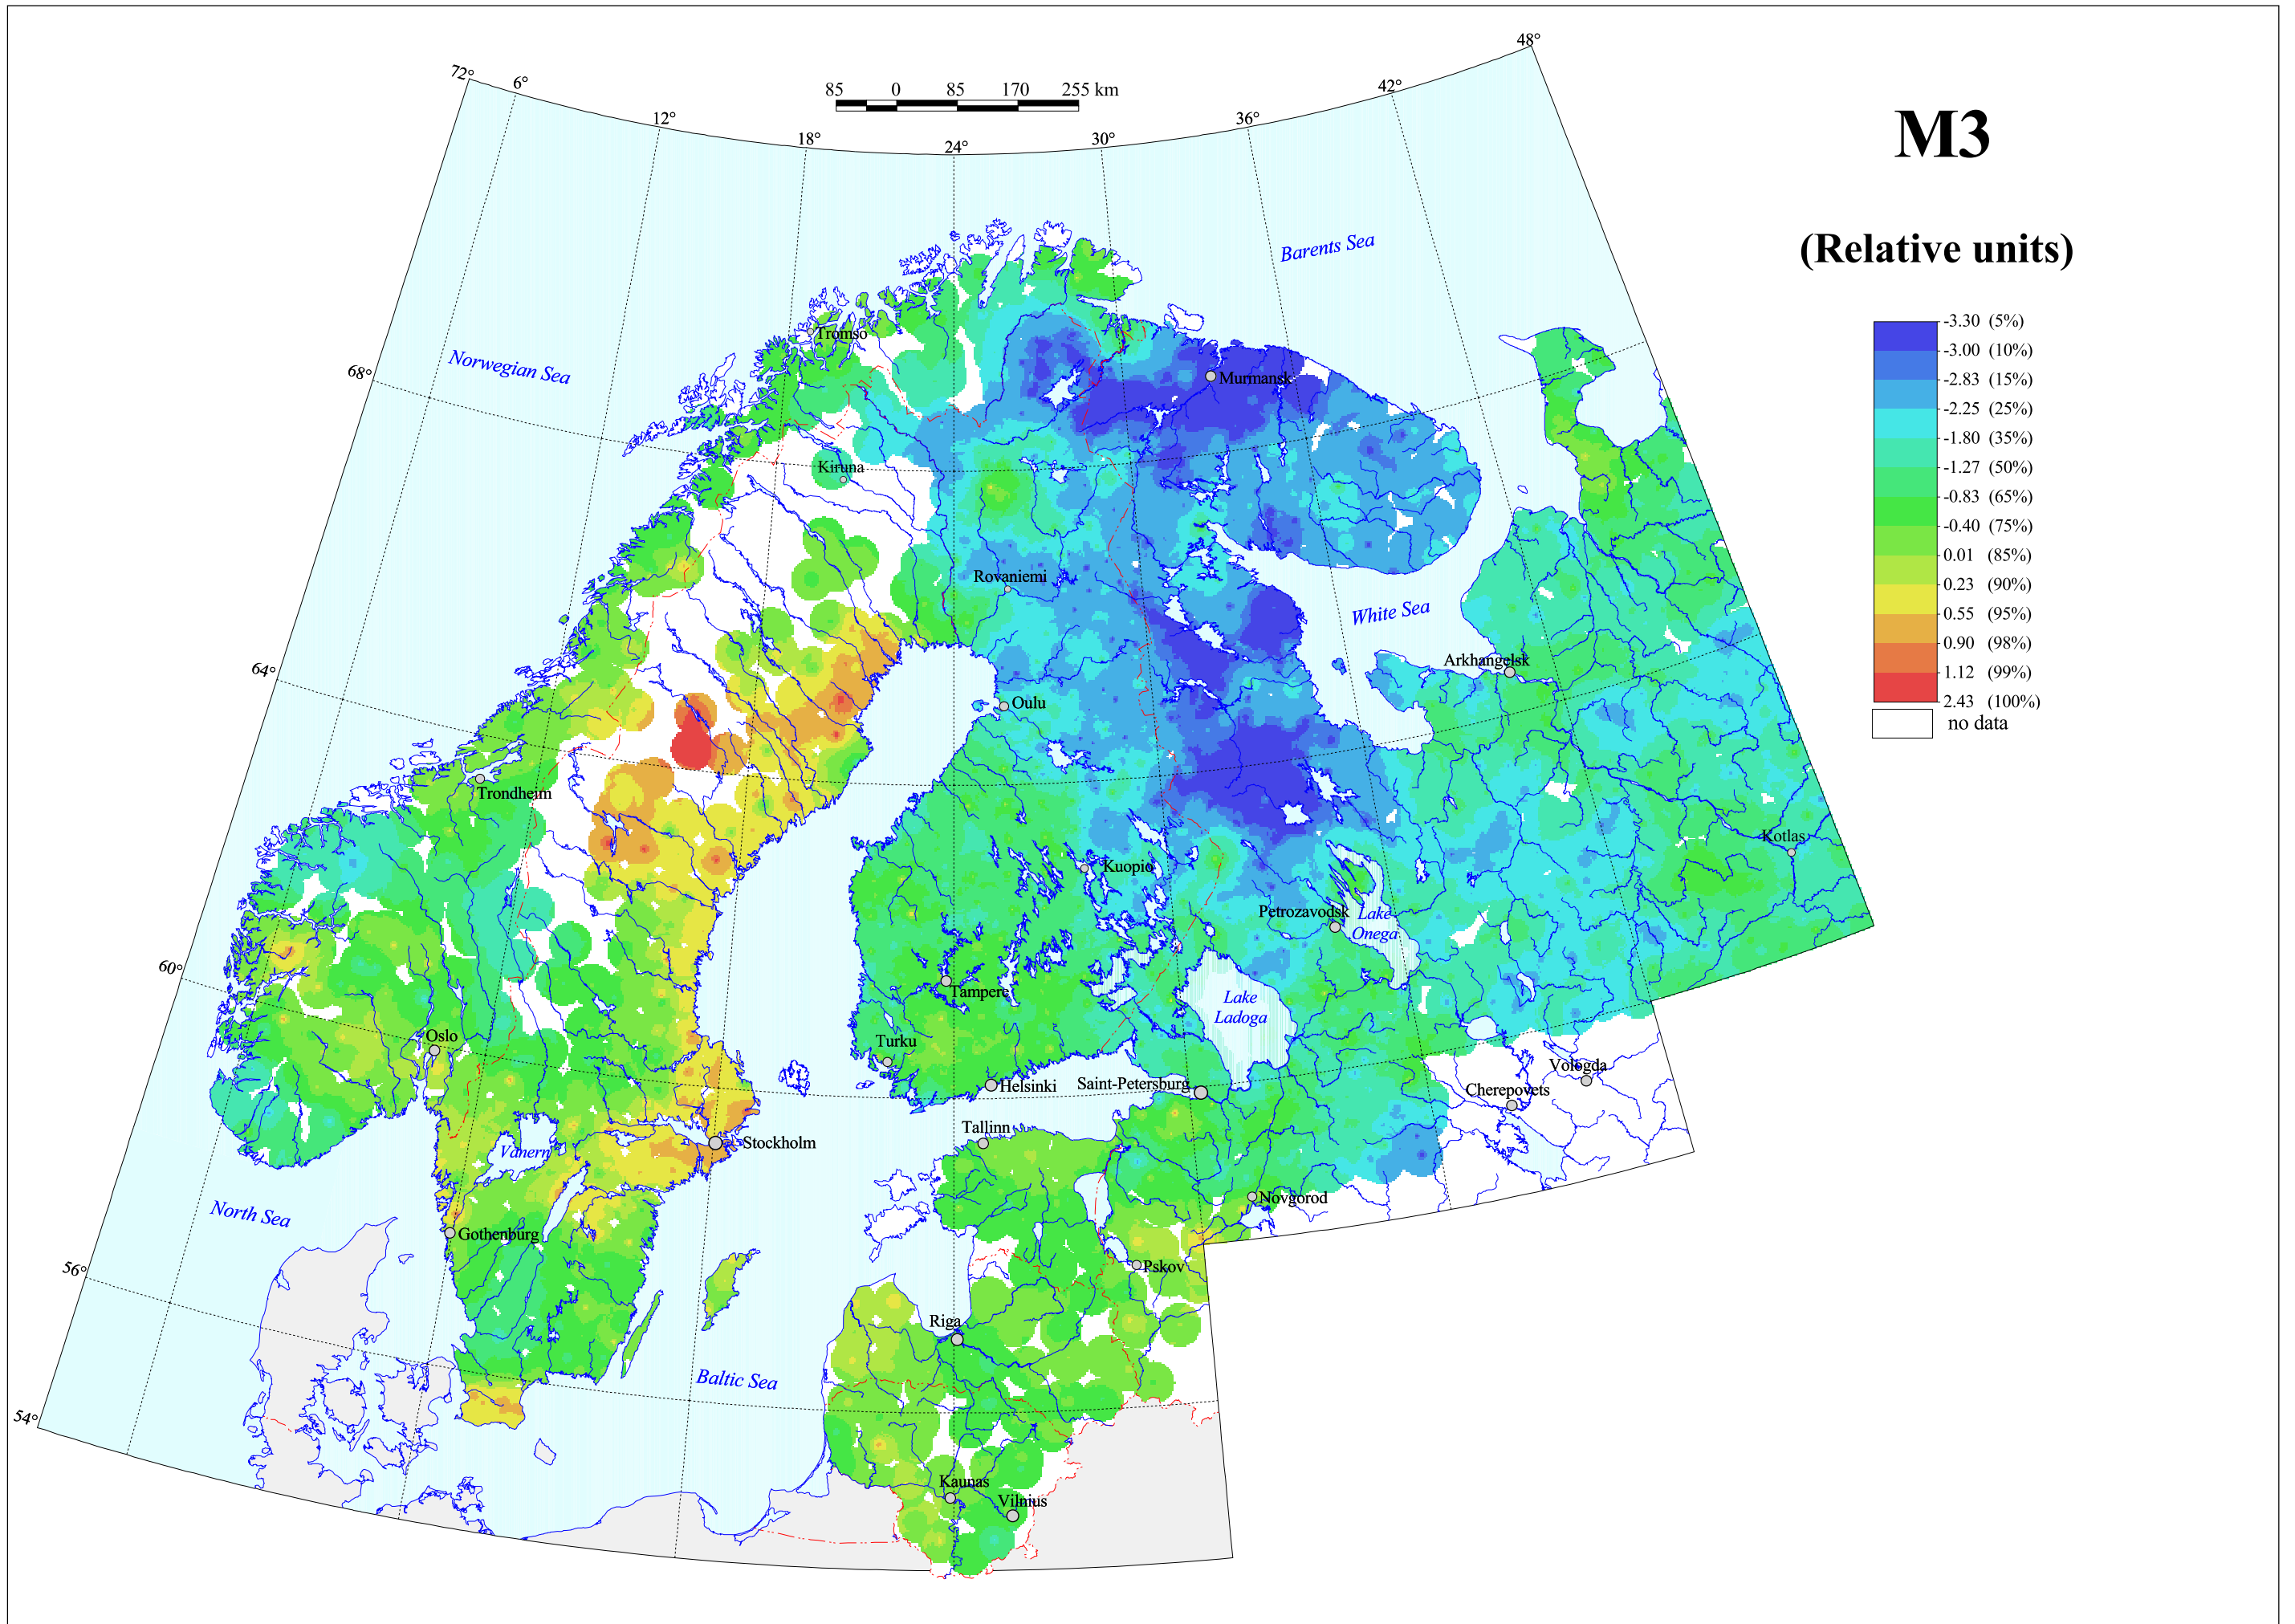 M3
(Relative units)
-3.30 (5%)
-3.00 (10%)
-2.83 (15%)
-2.25 (25%)
-1.80 (35%)
-1.27 (50%)
-0.83 (65%)
-0.40 (75%)
0.01 (85%)
0.23 (90%)
0.55 (95%)
0.90 (98%)
1.12 (99%)
2.43 (100%)
no data
85 0 85 170 255 km
72°
6°
12°
18°
24°
30°
36°
42°
48°
68°
64°
60°
56°
54°
Barents Sea
Norwegian Sea
Tromso
Murmansk
Kiruna
Rovaniemi
White Sea
Arkhangelsk
Oulu
Trondheim
Kotlas
Kuopio
Petrozavodsk
Lake
Onega
Tampere
Lake
Ladoga
Oslo
Turku
Helsinki
Saint-Petersburg
Vologda
Cherepovets
Tallinn
Stockholm
Vanern
Novgorod
North Sea
Gothenburg
Pskov
Riga
Baltic Sea
Kaunas
Vilnius